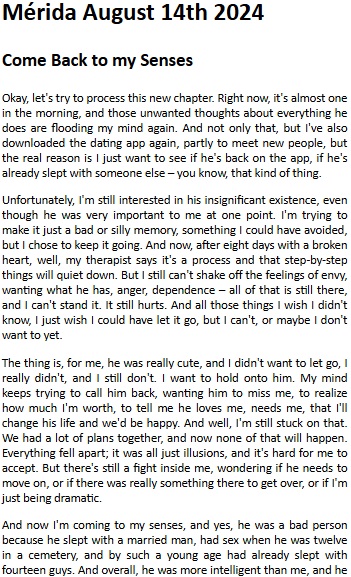 Mérida August 14th 2024
Come Back to my Senses
Okay, let's try to process this new chapter. Right now, it's almost one
in the morning, and those unwanted thoughts about everything he
does are flooding my mind again. And not only that, but I've also
downloaded the dating app again, partly to meet new people, but
the real reason is I just want to see if he's back on the app, if he's
already slept with someone else – you know, that kind of thing.
Unfortunately, I'm still interested in his insignificant existence, even
though he was very important to me at one point. I'm trying to
make it just a bad or silly memory, something I could have avoided,
but I chose to keep it going. And now, after eight days with a broken
heart, well, my therapist says it's a process and that step-by-step
things will quiet down. But I still can't shake off the feelings of envy,
wanting what he has, anger, dependence – all of that is still there,
and I can't stand it. It still hurts. And all those things I wish I didn't
know, I just wish I could have let it go, but I can't, or maybe I don't
want to yet.
The thing is, for me, he was really cute, and I didn't want to let go, I
really didn't, and I still don't. I want to hold onto him. My mind
keeps trying to call him back, wanting him to miss me, to realize
how much I'm worth, to tell me he loves me, needs me, that I'll
change his life and we'd be happy. And well, I'm still stuck on that.
We had a lot of plans together, and now none of that will happen.
Everything fell apart; it was all just illusions, and it's hard for me to
accept. But there's still a fight inside me, wondering if he needs to
move on, or if there was really something there to get over, or if I'm
just being dramatic.
And now I'm coming to my senses, and yes, he was a bad person
because he slept with a married man, had sex when he was twelve
in a cemetery, and by such a young age had already slept with
fourteen guys. And overall, he was more intelligent than me, and he